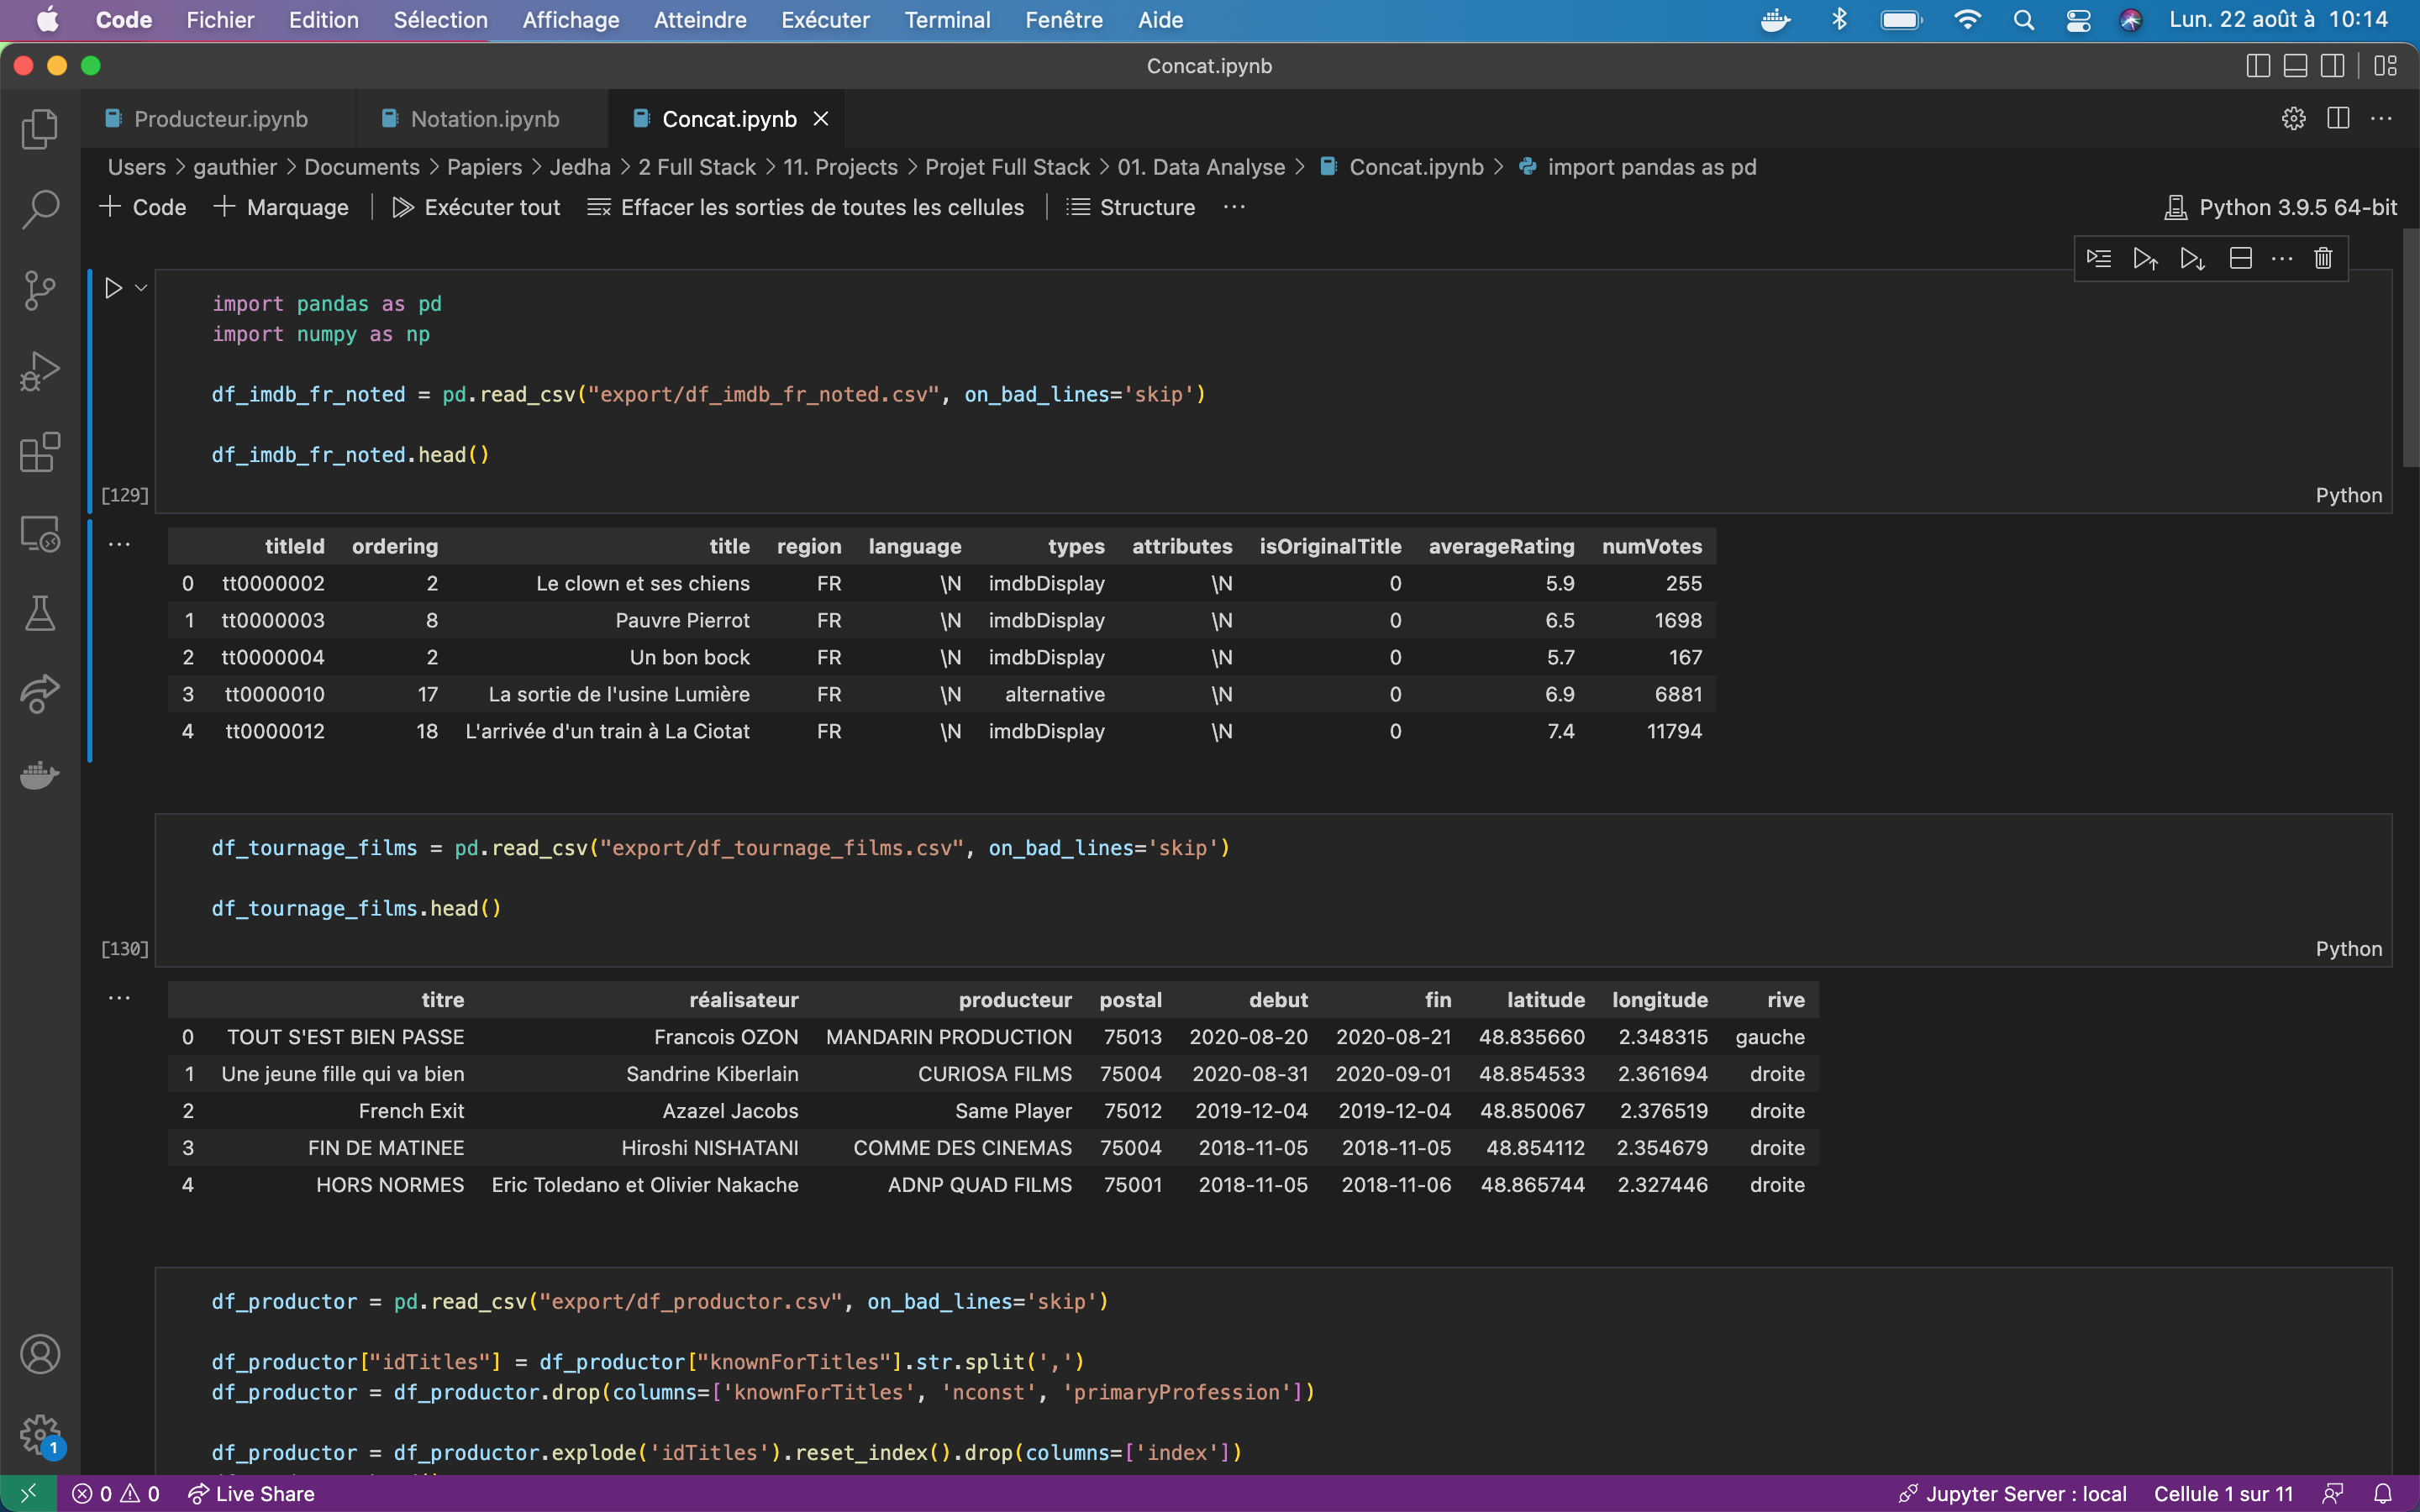 Code Fichier Edition Sélection Affichage Atteindre Exécuter Terminal Fenêtre Aide Lun. 22 août à 10:14
Concat.ipynb
Producteur.ipynb Notation.ipynb Concat.ipynb
Users > gauthier > Documents > Papiers > Jedha > 2 Full Stack > 11. Projects > Projet Full Stack > 01. Data Analyse > Concat.ipynb > import pandas as pd
+ Code + Marquage Exécuter tout Effacer les sorties de toutes les cellules Structure ... Python 3.9.5 64-bit
import pandas as pd
import numpy as np
df_imdb_fr_noted = pd.read_csv("export/df_imdb_fr_noted.csv", on_bad_lines='skip')
df_imdb_fr_noted.head()
[129] Python
titleId ordering title region language types attributes isOriginalTitle averageRating numVotes
0 tt0000002 2 Le clown et ses chiens FR \N imdbDisplay \N 0 5.9 255
1 tt0000003 8 Pauvre Pierrot FR \N imdbDisplay \N 0 6.5 1698
2 tt0000004 2 Un bon bock FR \N imdbDisplay \N 0 5.7 167
3 tt0000010 17 La sortie de l'usine Lumière FR \N alternative \N 0 6.9 6881
4 tt0000012 18 L'arrivée d'un train à La Ciotat FR \N imdbDisplay \N 0 7.4 11794
df_tournage_films = pd.read_csv("export/df_tournage_films.csv", on_bad_lines='skip')
df_tournage_films.head()
[130] Python
titre réalisateur producteur postal debut fin latitude longitude rive
0 TOUT S'EST BIEN PASSE Francois OZON MANDARIN PRODUCTION 75013 2020-08-20 2020-08-21 48.835660 2.348315 gauche
1 Une jeune fille qui va bien Sandrine Kiberlain CURIOSA FILMS 75004 2020-08-31 2020-09-01 48.854533 2.361694 droite
2 French Exit Azazel Jacobs Same Player 75012 2019-12-04 2019-12-04 48.850067 2.376519 droite
3 FIN DE MATINEE Hiroshi NISHATANI COMME DES CINEMAS 75004 2018-11-05 2018-11-05 48.854112 2.354679 droite
4 HORS NORMES Eric Toledano et Olivier Nakache ADNP QUAD FILMS 75001 2018-11-05 2018-11-06 48.865744 2.327446 droite
df_productor = pd.read_csv("export/df_productor.csv", on_bad_lines='skip')
df_productor["idTitles"] = df_productor["knownForTitles"].str.split(',')
df_productor = df_productor.drop(columns=['knownForTitles', 'nconst', 'primaryProfession'])
df_productor = df_productor.explode('idTitles').reset_index().drop(columns=['index'])
1
0 0 Live Share Jupyter Server : local Cellule 1 sur 11